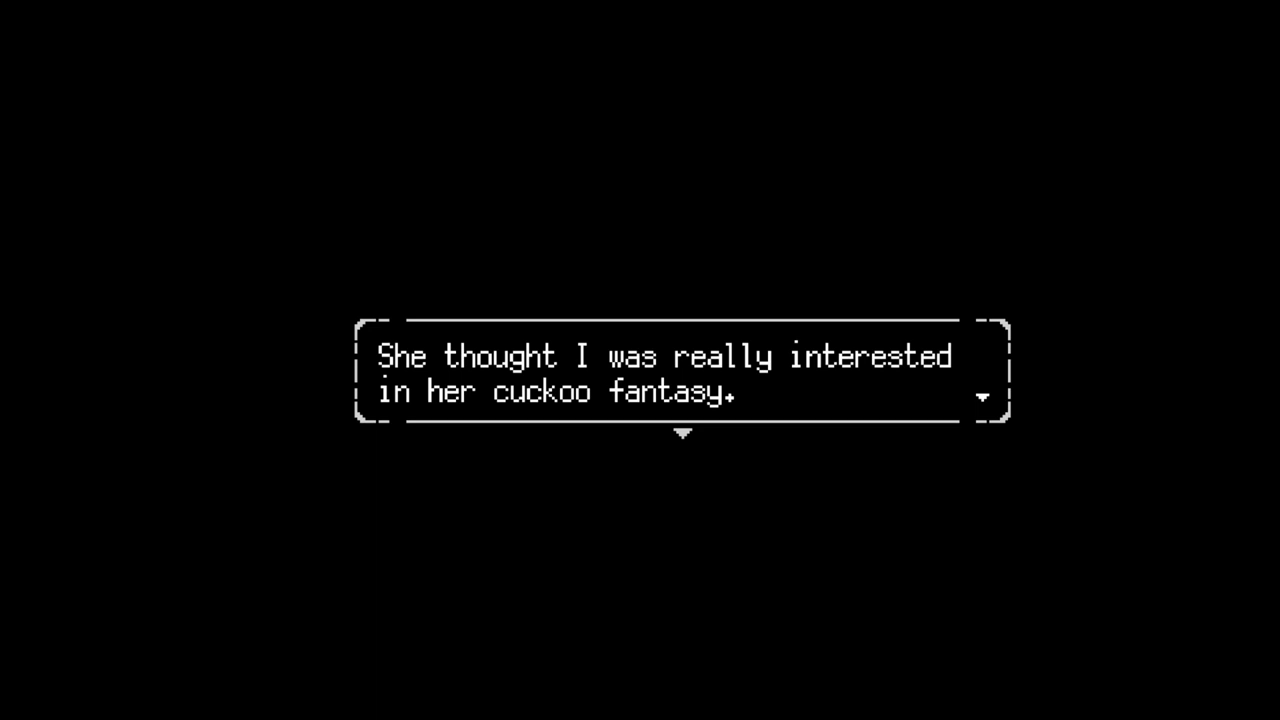 She thought I was really interested
in her cuckoo fantasy.